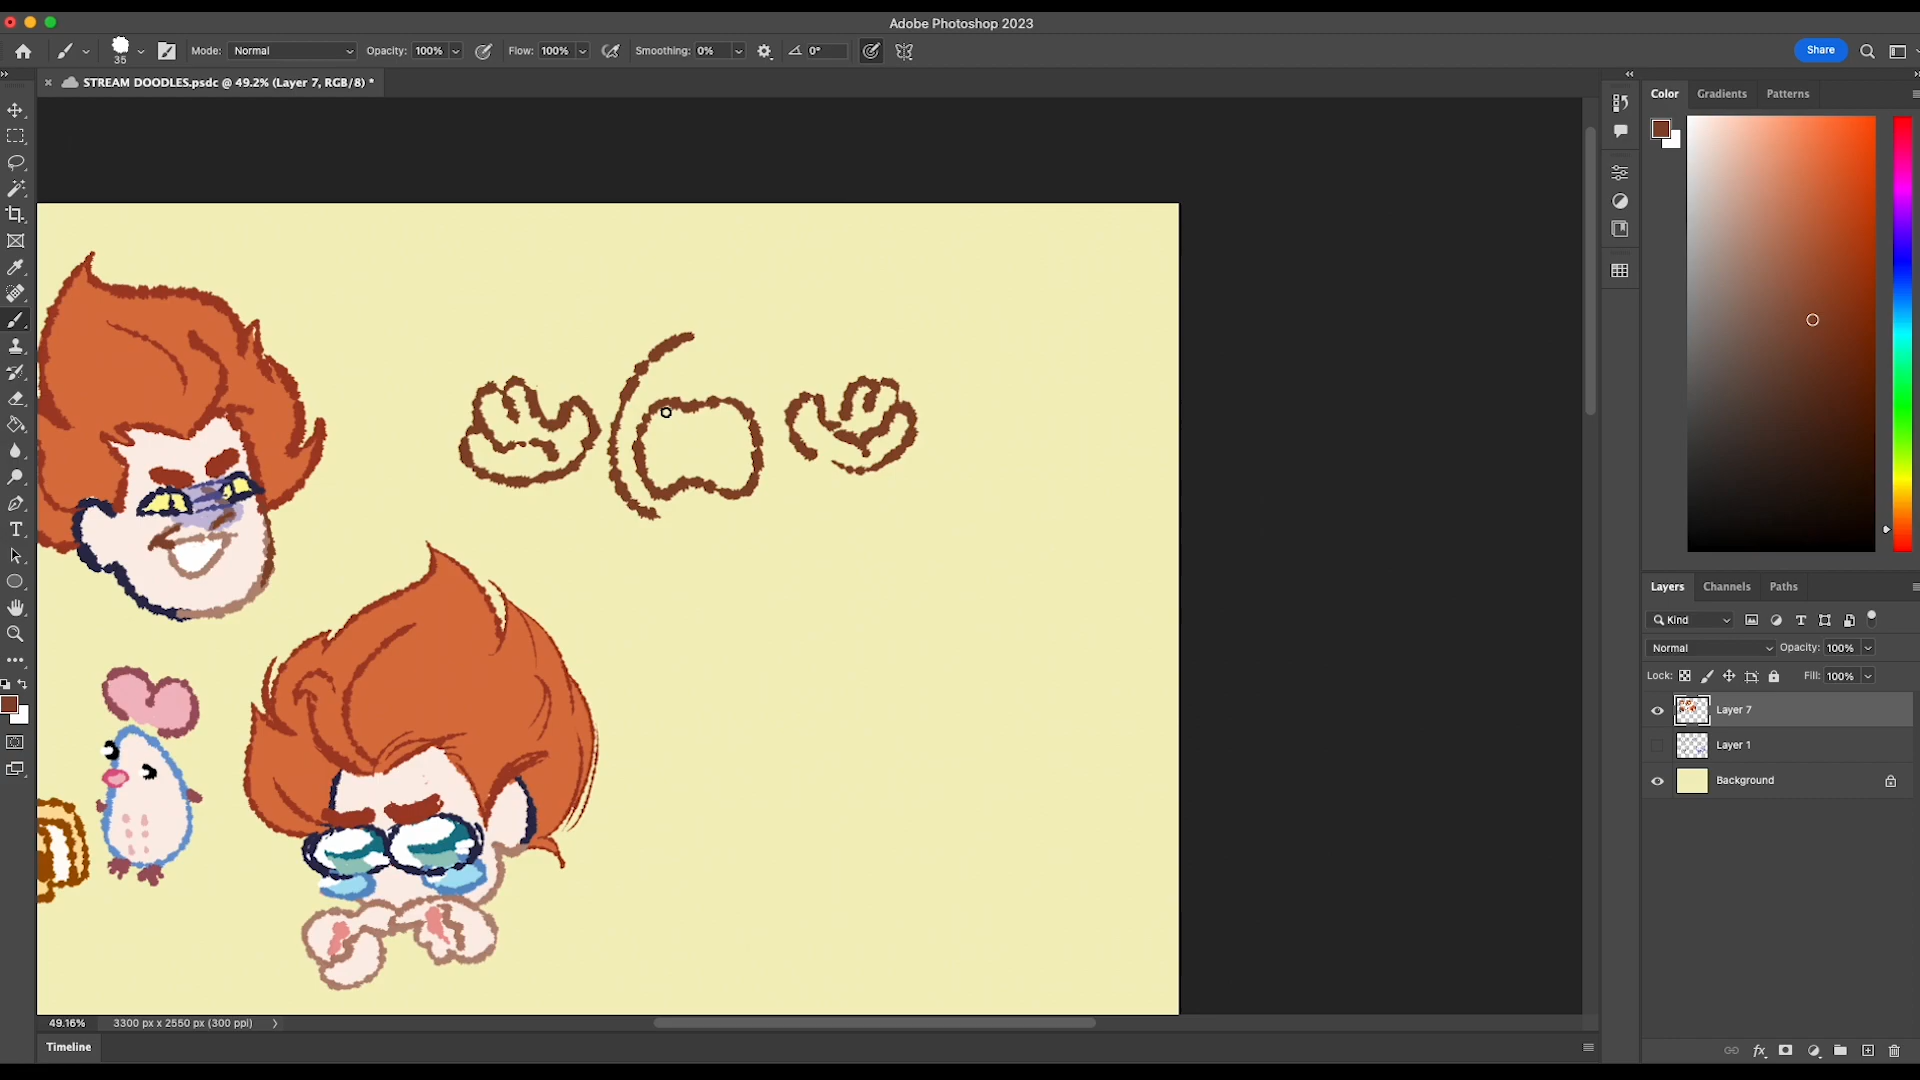 Adobe Photoshop 2023
35
Mode: Normal
Opacity: 100%
Flow: 100%
Smoothing: 0%
0°
Share
STREAM DOODLES.psdc @ 49.2% (Layer 7, RGB/8) *
Color
Gradients
Patterns
Layers
Channels
Paths
Kind
Normal
Opacity: 100%
Lock:
Fill: 100%
Layer 7
Layer 1
Background
fx
49.16%
3300 px x 2550 px (300 ppi)
Timeline